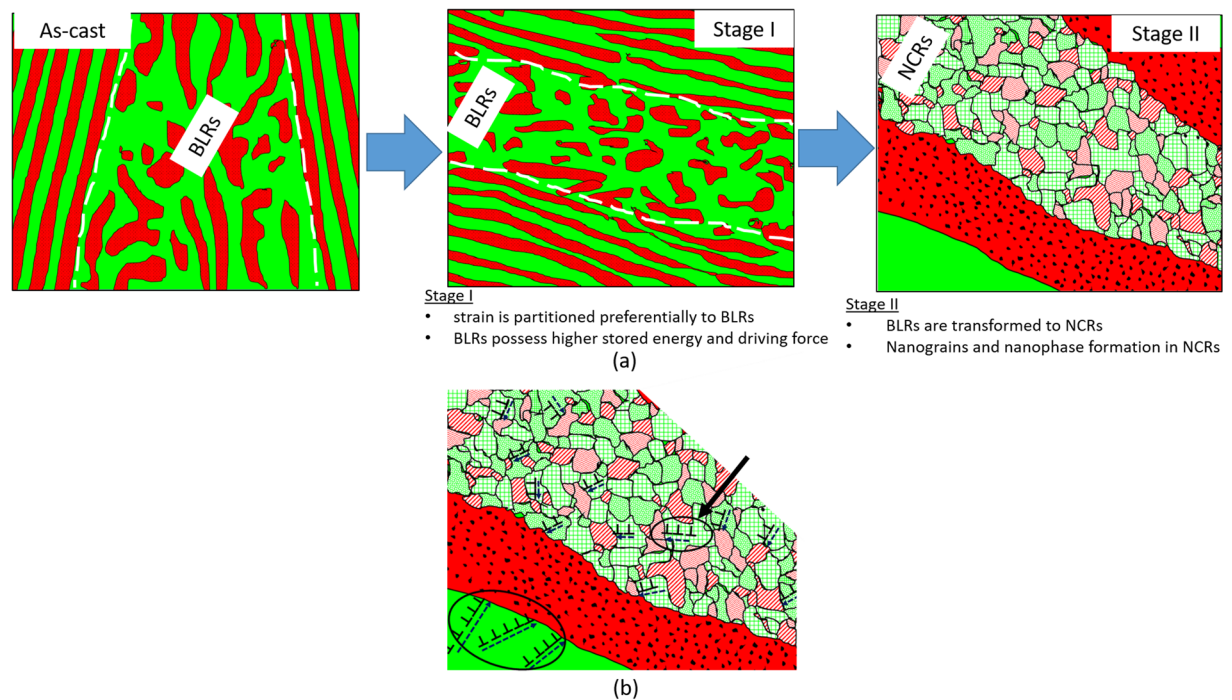 As-cast
BLRs
Stage I
BLRs
Stage II
NCRs
Stage I
• strain is partitioned preferentially to BLRs
• BLRs possess higher stored energy and driving force
Stage II
• BLRs are transformed to NCRs
• Nanograins and nanophase formation in NCRs
(a)
(b)